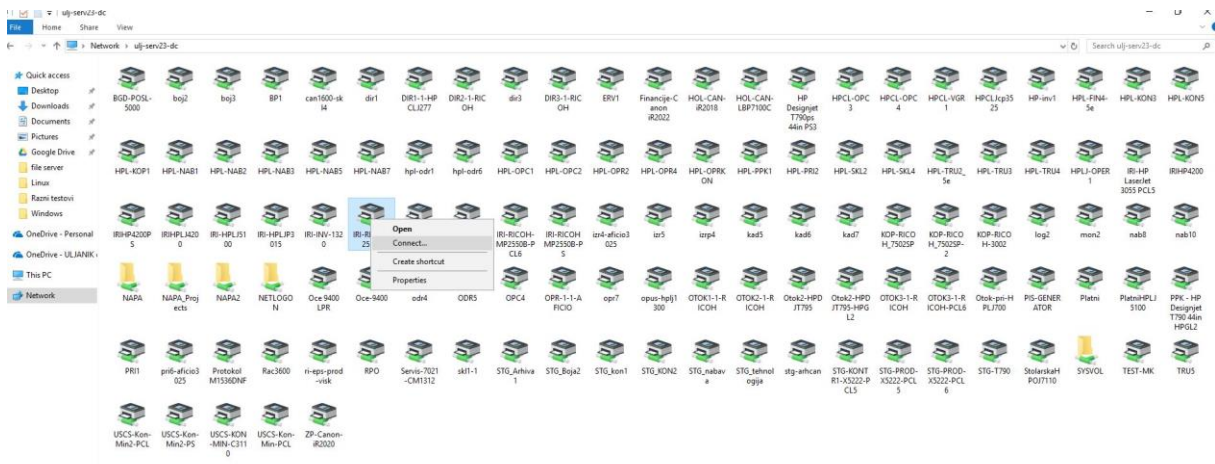 ulj-serv23-dc
File Home Share View
Network › ulj-serv23-dc
Search ulj-serv23-dc
Quick access
Desktop
Downloads
Documents
Pictures
Google Drive
file server
Linux
Razni testovi
Windows
OneDrive - Personal
OneDrive - ULJANIK
This PC
Network
BGD-POSL- boj2 boj3 BP1 can1600-sk dir1 DIR1-1-HP DIR2-1-RIC dir3 DIR3-1-RIC ERV1 Financije-C HOL-CAN- HOL-CAN- HP HPCL-OPC HPCL-OPC HPCL-VGR HPCLJcp35 HP-inv1 HPL-FIN4- HPL-KON3 HPL-KON5
5000 l4 CLJ277 OH OH anon iR2018 LBP7100C Designjet 3 4 1 25 5e
iR2022 T790ps
44in PS3
HPL-KOP1 HPL-NAB1 HPL-NAB2 HPL-NAB3 HPL-NAB5 HPL-NAB7 hpl-odr1 hpl-odr6 HPL-OPC1 HPL-OPC2 HPL-OPR2 HPL-OPR4 HPL-OPRK HPL-PPK1 HPL-PRI2 HPL-SKL2 HPL-SKL4 HPL-TRU2_ HPL-TRU3 HPL-TRU4 HPLJ-OPER IRI-HP IRIHP4200
ON 5e 1 LaserJet
3055 PCL5
IRIHP4200P IRIHPLJ420 IRI-HPLJ51 IRI-HPLJP3 IRI-INV-132 IRI-RICOH- IRI-RICOH izr4-aficio3 izr5 izrp4 kad5 kad6 kad7 KOP-RICO KOP-RICO KOP-RICO log2 mon2 nab8 nab10
S 0 00 015 0 25 MP2550B-P MP2550B-P 025 H_7502SP H_7502SP- H-3002
CL6 S 2
Open
Connect...
Create shortcut
Properties
NAPA NAPA_Proj NAPA2 NETLOGO Oce 9400 Oce-9400 odr4 ODR5 OPC4 OPR-1-1-A opr7 opus-hplj1 OTOK1-1-R OTOK2-1-R Otok2-HPD Otok2-HPD OTOK3-1-R OTOK3-1-R Otok-pri-H PIS-GENER Platni PlatniHPLJ PPK - HP
ects N LPR FICIO 300 ICOH ICOH JT795 JT795-HPG ICOH ICOH-PCL6 PLJ700 ATOR 5100 Designjet
L2 T790 44in
HPGL2
PRI1 pri6-aficio3 Protokol Rac3600 ri-eps-prod RPO Servis-7021 skl1-1 STG_Arhiva STG_Boja2 STG_kon1 STG_KON2 STG_nabav STG_tehnol stg-arhcan STG-KONT STG-PROD- STG-PROD- STG-T790 StolarskaH SYSVOL TEST-MK TRU5
025 M1536DNF -visk -CM1312 1 a ogija R1-X5222-P X5222-PCL X5222-PCL POJ7110
CL5 5 6
USCS-Kon- USCS-Kon- USCS-KON USCS-Kon- ZP-Canon-
Min2-PCL Min2-PS -MIN-C311 Min-PCL iR2020
0